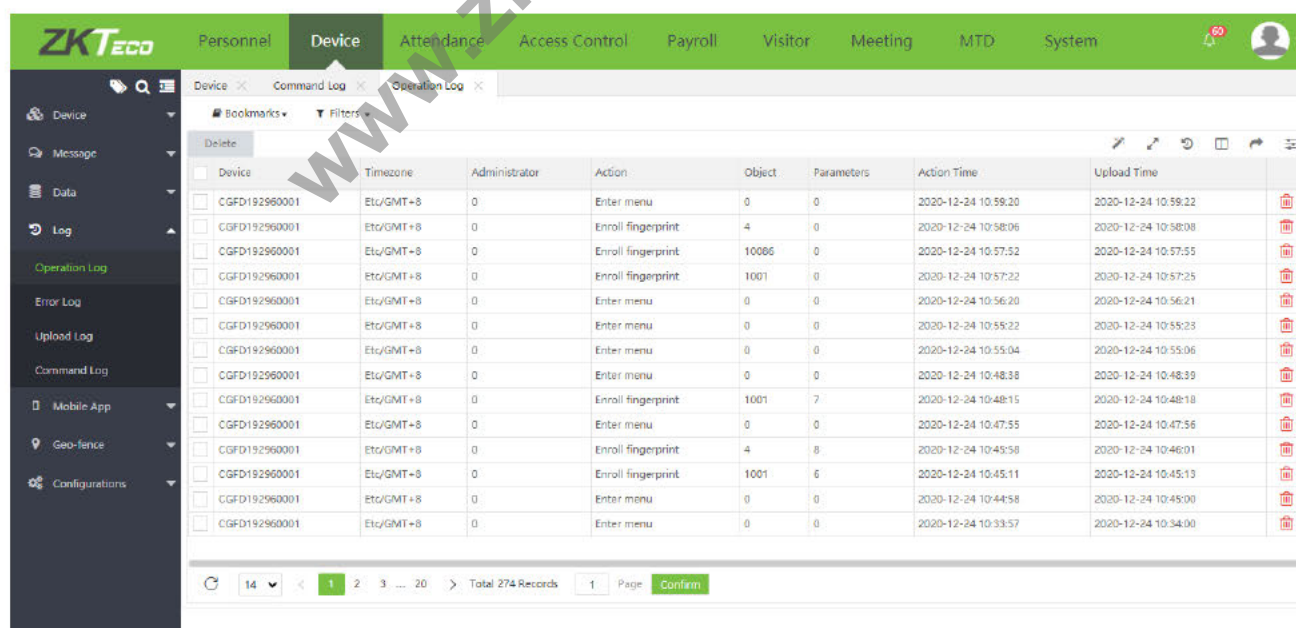 ZKTECO Personnel Device Attendance Access Control Payroll Visitor Meeting MTD System 60
www.z
Device Command Log Operation Log
Bookmarks Filters
Delete
Device
Message
Data
Log
Operation Log
Error Log
Upload Log
Command Log
Mobile App
Geo-fence
Configurations
Device Timezone Administrator Action Object Parameters Action Time Upload Time
CGFD192960001 Etc/GMT+8 0 Enter menu 0 0 2020-12-24 10:59:20 2020-12-24 10:59:22
CGFD192960001 Etc/GMT+8 0 Enroll fingerprint 4 0 2020-12-24 10:58:06 2020-12-24 10:58:08
CGFD192960001 Etc/GMT+8 0 Enroll fingerprint 10086 0 2020-12-24 10:57:52 2020-12-24 10:57:55
CGFD192960001 Etc/GMT+8 0 Enroll fingerprint 1001 0 2020-12-24 10:57:22 2020-12-24 10:57:25
CGFD192960001 Etc/GMT+8 0 Enter menu 0 0 2020-12-24 10:56:20 2020-12-24 10:56:21
CGFD192960001 Etc/GMT+8 0 Enter menu 0 0 2020-12-24 10:55:22 2020-12-24 10:55:23
CGFD192960001 Etc/GMT+8 0 Enter menu 0 0 2020-12-24 10:55:04 2020-12-24 10:55:06
CGFD192960001 Etc/GMT+8 0 Enter menu 0 0 2020-12-24 10:48:38 2020-12-24 10:48:39
CGFD192960001 Etc/GMT+8 0 Enroll fingerprint 1001 7 2020-12-24 10:48:15 2020-12-24 10:48:18
CGFD192960001 Etc/GMT+8 0 Enter menu 0 0 2020-12-24 10:47:55 2020-12-24 10:47:56
CGFD192960001 Etc/GMT+8 0 Enroll fingerprint 4 8 2020-12-24 10:45:58 2020-12-24 10:46:01
CGFD192960001 Etc/GMT+8 0 Enroll fingerprint 1001 6 2020-12-24 10:45:11 2020-12-24 10:45:13
CGFD192960001 Etc/GMT+8 0 Enter menu 0 0 2020-12-24 10:44:58 2020-12-24 10:45:00
CGFD192960001 Etc/GMT+8 0 Enter menu 0 0 2020-12-24 10:33:57 2020-12-24 10:34:00
14 < 1 2 3 ... 20 > Total 274 Records 1 Page Confirm